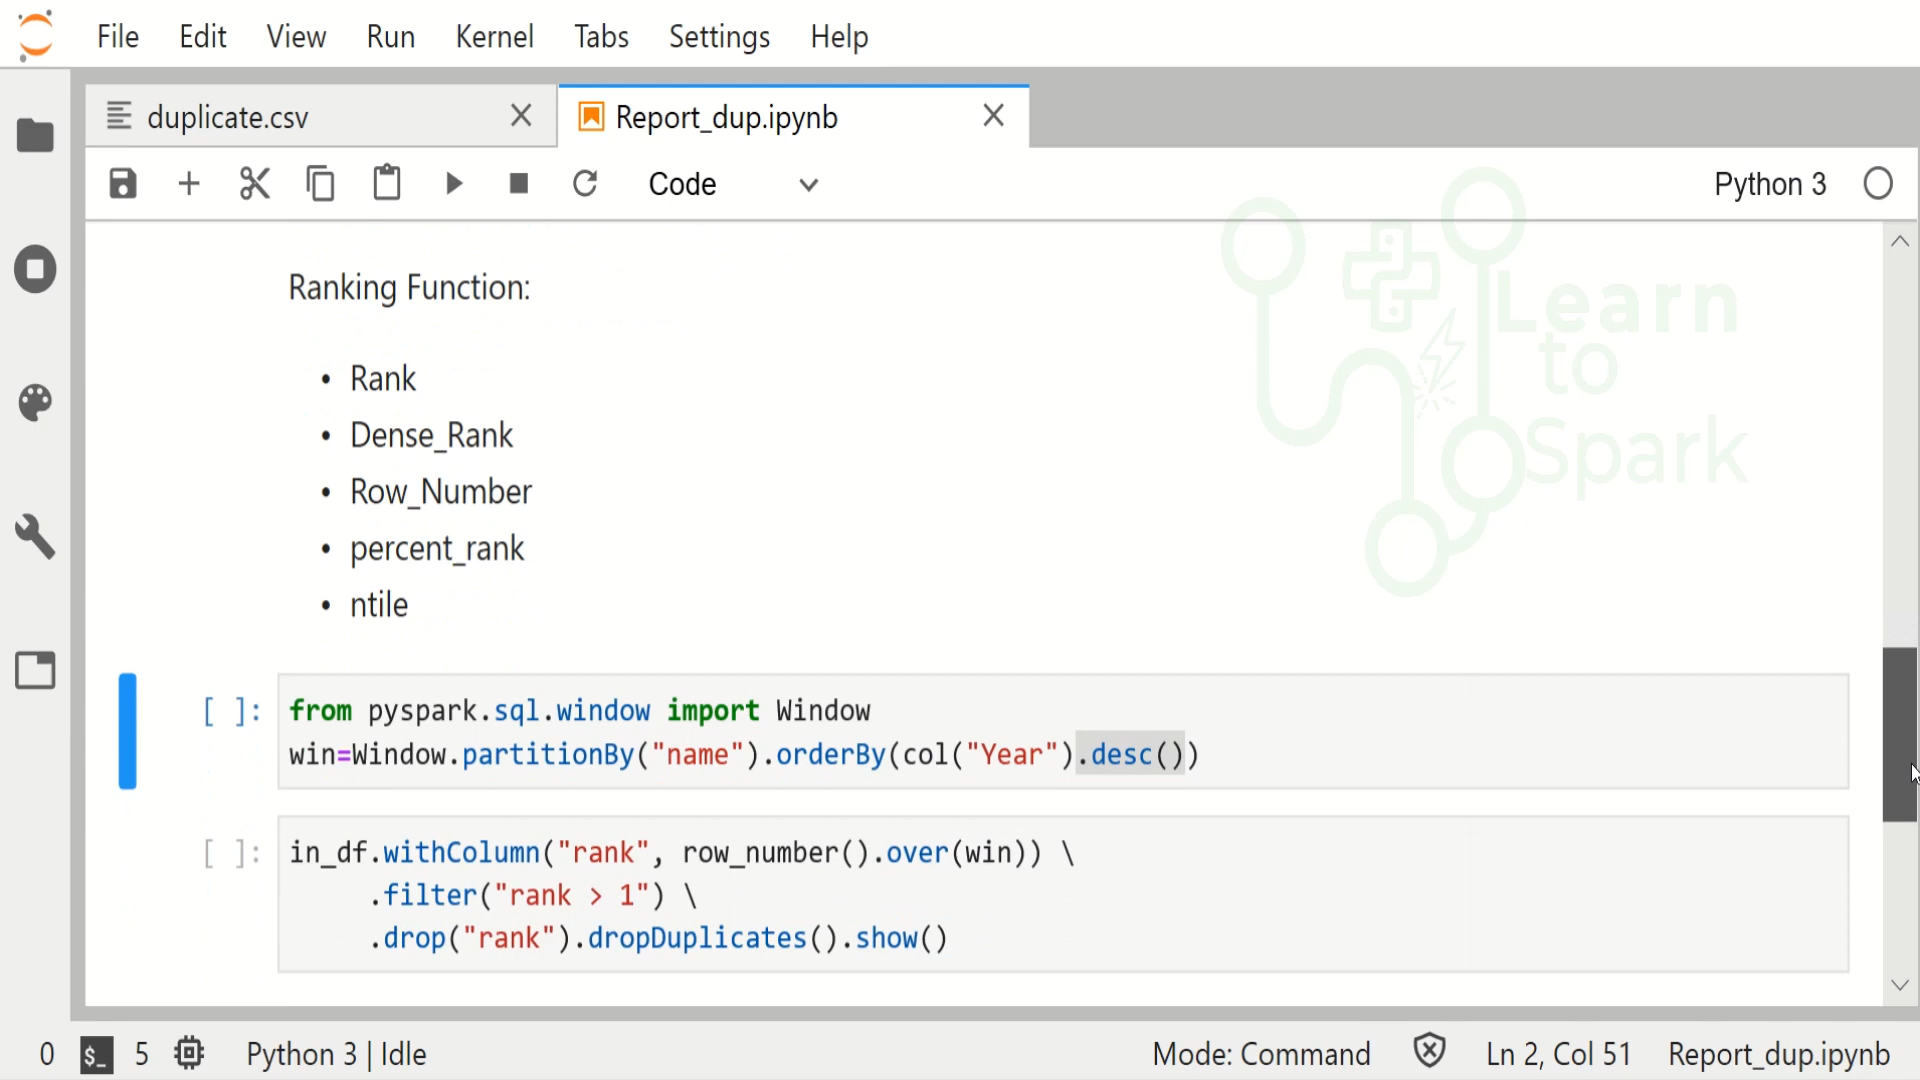 File Edit View Run Kernel Tabs Settings Help
duplicate.csv Report_dup.ipynb
Code Python 3
Learn
to
Spark
Ranking Function:
• Rank
• Dense_Rank
• Row_Number
• percent_rank
• ntile
[ ]: from pyspark.sql.window import Window
win=Window.partitionBy("name").orderBy(col("Year").desc())
[ ]: in_df.withColumn("rank", row_number().over(win)) \
.filter("rank > 1") \
.drop("rank").dropDuplicates().show()
0 $_ 5 Python 3 | Idle Mode: Command Ln 2, Col 51 Report_dup.ipynb